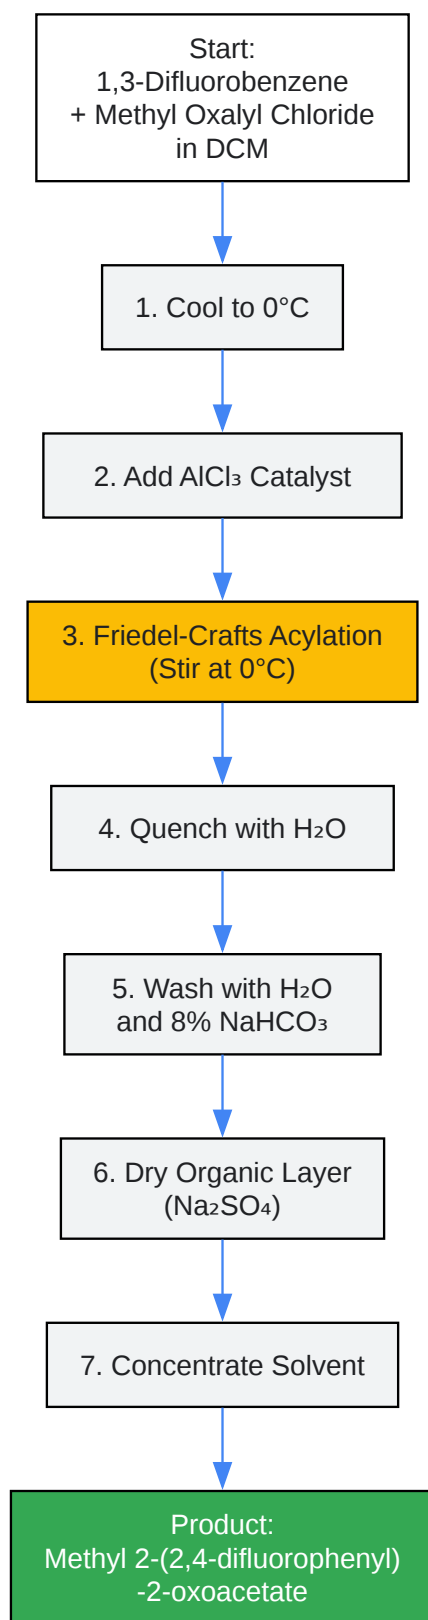 Start:
1,3-Difluorobenzene
+ Methyl Oxalyl Chloride
in DCM
1. Cool to 0°C
2. Add AlCl₃ Catalyst
3. Friedel-Crafts Acylation
(Stir at 0°C)
4. Quench with H₂O
5. Wash with H₂O
and 8% NaHCO₃
6. Dry Organic Layer
(Na₂SO₄)
7. Concentrate Solvent
Product:
Methyl 2-(2,4-difluorophenyl)
-2-oxoacetate